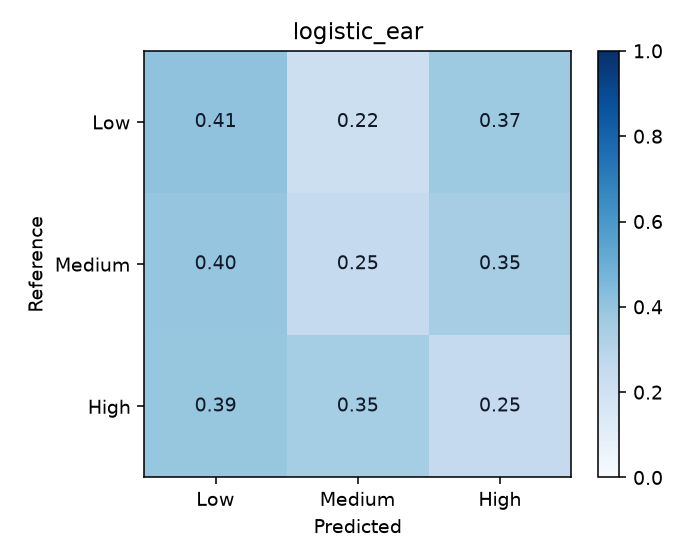 logistic_ear
1.0
Low 0.41 0.22 0.37
0.8
0.6
Reference
Medium 0.40 0.25 0.35
0.4
High 0.39 0.35 0.25
0.2
0.0
Low Medium High
Predicted